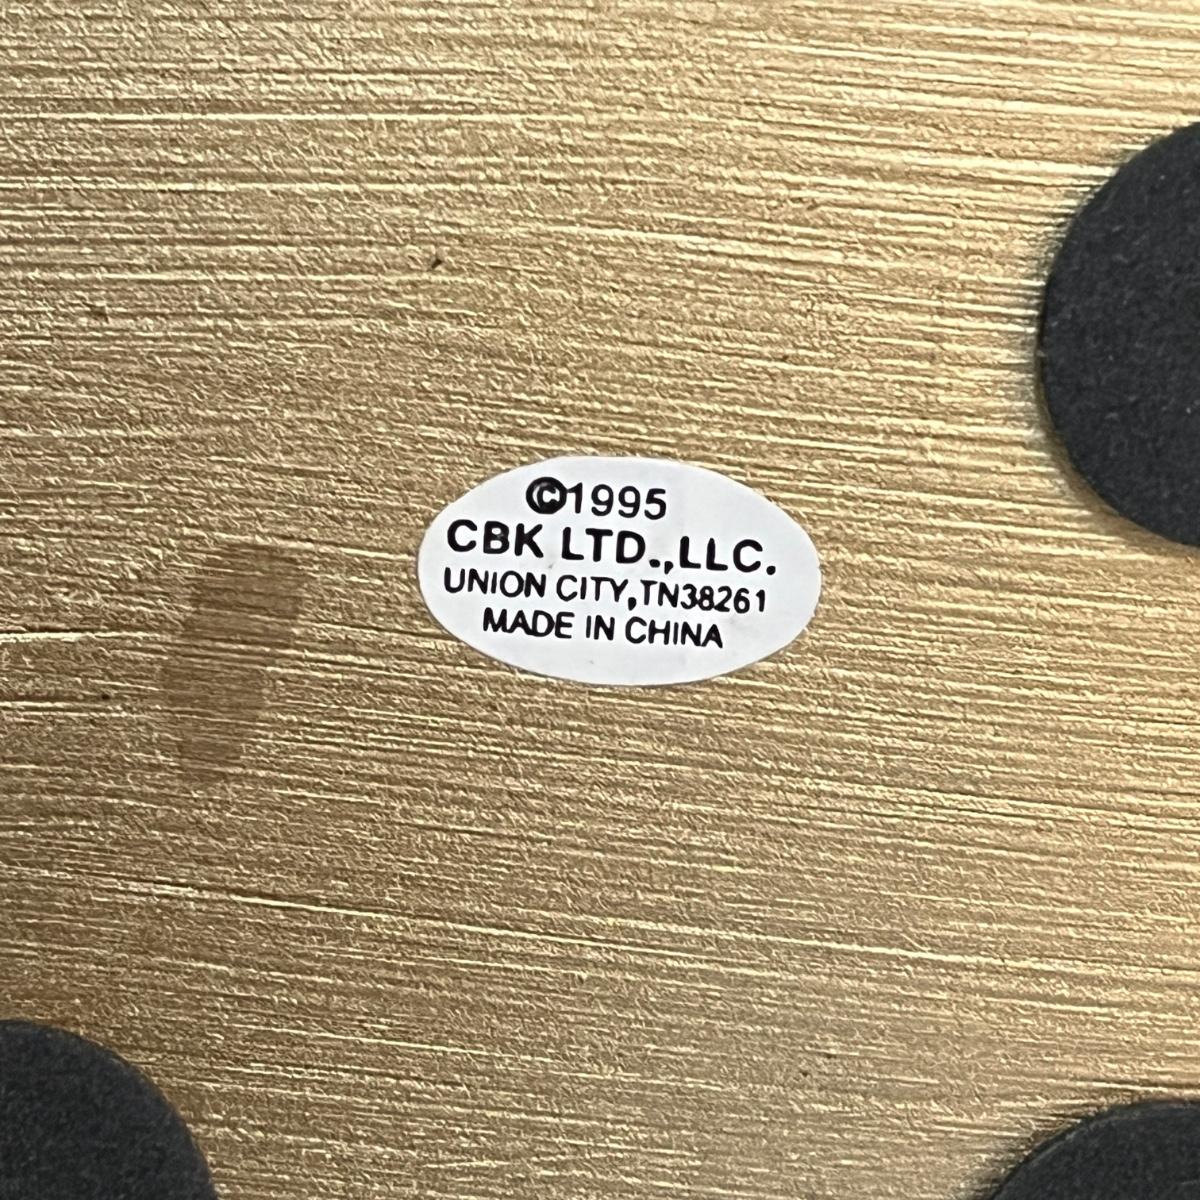 ©1995
CBK LTD.,LLC.
UNION CITY,TN38261
MADE IN CHINA